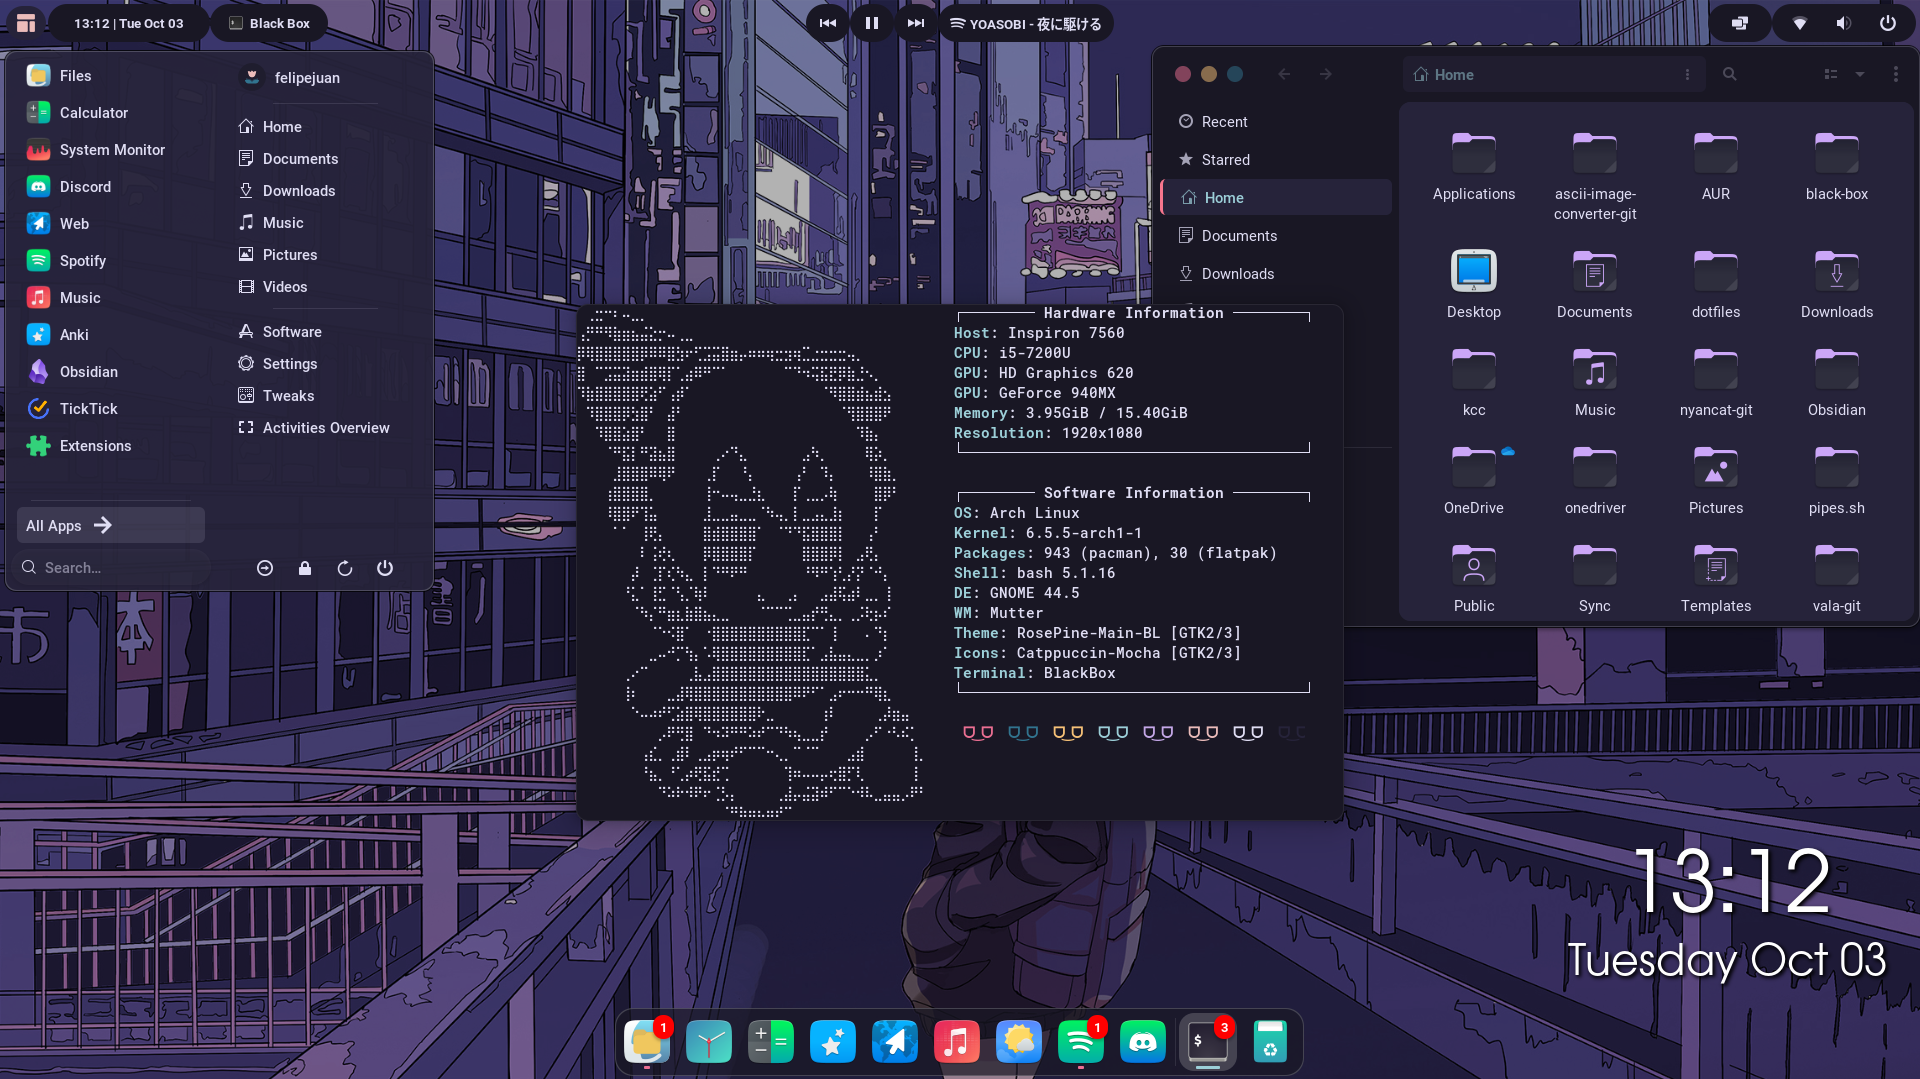 13:12 | Tue Oct 03
Black Box
YOASOBI - 夜に駆ける
Files
Calculator
System Monitor
Discord
Web
Spotify
Music
Anki
Obsidian
TickTick
Extensions
All Apps
Search...
felipejuan
Home
Documents
Downloads
Music
Pictures
Videos
Software
Settings
Tweaks
Activities Overview
Hardware Information
Host: Inspiron 7560
CPU: i5-7200U
GPU: HD Graphics 620
GPU: GeForce 940MX
Memory: 3.95GiB / 15.40GiB
Resolution: 1920x1080
Software Information
OS: Arch Linux
Kernel: 6.5.5-arch1-1
Packages: 943 (pacman), 30 (flatpak)
Shell: bash 5.1.16
DE: GNOME 44.5
WM: Mutter
Theme: RosePine-Main-BL [GTK2/3]
Icons: Catppuccin-Mocha [GTK2/3]
Terminal: BlackBox
Home
Recent
Starred
Home
Documents
Downloads
Applications
ascii-image-
converter-git
AUR
black-box
Desktop
Documents
dotfiles
Downloads
kcc
Music
nyancat-git
Obsidian
OneDrive
onedriver
Pictures
pipes.sh
Public
Sync
Templates
vala-git
本
13:12
Tuesday Oct 03
1
1
$
3